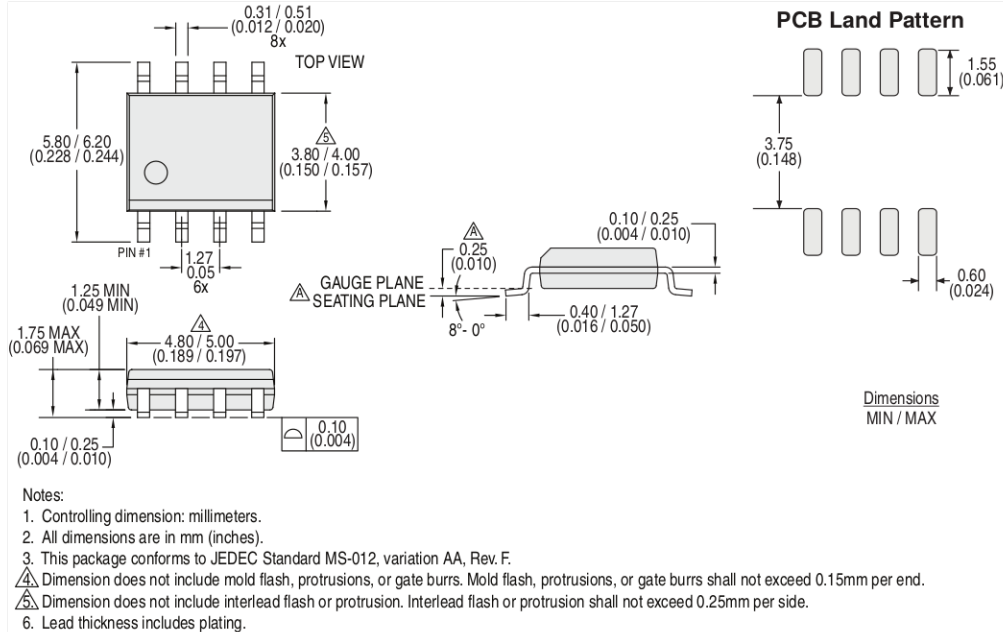 0.31 / 0.51
(0.012 / 0.020)
8x
TOP VIEW
PCB Land Pattern
1.55
(0.061)
5.80 / 6.20
(0.228 / 0.244)
5
3.80 / 4.00
(0.150 / 0.157)
3.75
(0.148)
PIN #1
1.27
0.05
6x
A
0.25
(0.010)
0.10 / 0.25
(0.004 / 0.010)
GAUGE PLANE
A SEATING PLANE
8°- 0°
0.40 / 1.27
(0.016 / 0.050)
0.60
(0.024)
1.25 MIN
(0.049 MIN)
1.75 MAX
(0.069 MAX)
4
4.80 / 5.00
(0.189 / 0.197)
0.10 / 0.25
(0.004 / 0.010)
0.10
(0.004)
Dimensions
MIN / MAX
Notes:
1. Controlling dimension: millimeters.
2. All dimensions are in mm (inches).
3. This package conforms to JEDEC Standard MS-012, variation AA, Rev. F.
4. Dimension does not include mold flash, protrusions, or gate burrs. Mold flash, protrusions, or gate burrs shall not exceed 0.15mm per end.
5. Dimension does not include interlead flash or protrusion. Interlead flash or protrusion shall not exceed 0.25mm per side.
6. Lead thickness includes plating.